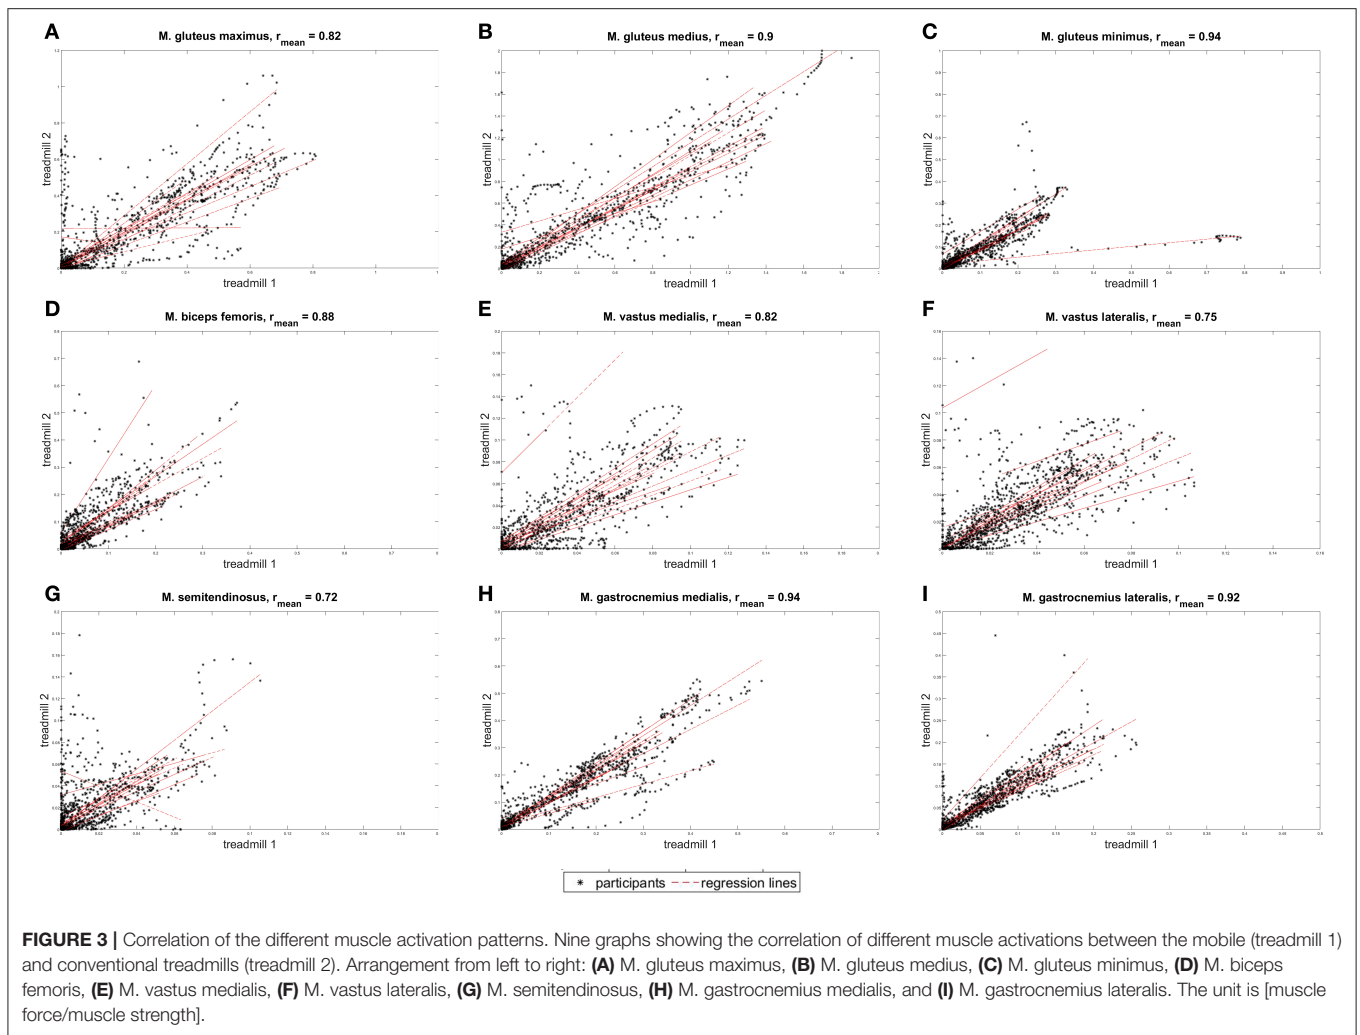 A
M. gluteus maximus, rmean = 0.82
treadmill 2
treadmill 1
B
M. gluteus medius, rmean = 0.9
treadmill 2
treadmill 1
C
M. gluteus minimus, rmean = 0.94
treadmill 2
treadmill 1
D
M. biceps femoris, rmean = 0.88
treadmill 2
treadmill 1
E
M. vastus medialis, rmean = 0.82
treadmill 2
treadmill 1
F
M. vastus lateralis, rmean = 0.75
treadmill 2
treadmill 1
G
M. semitendinosus, rmean = 0.72
treadmill 2
treadmill 1
H
M. gastrocnemius medialis, rmean = 0.94
treadmill 2
treadmill 1
I
M. gastrocnemius lateralis, rmean = 0.92
treadmill 2
treadmill 1
participants regression lines
FIGURE 3 | Correlation of the different muscle activation patterns. Nine graphs showing the correlation of different muscle activations between the mobile (treadmill 1)
and conventional treadmills (treadmill 2). Arrangement from left to right: (A) M. gluteus maximus, (B) M. gluteus medius, (C) M. gluteus minimus, (D) M. biceps
femoris, (E) M. vastus medialis, (F) M. vastus lateralis, (G) M. semitendinosus, (H) M. gastrocnemius medialis, and (I) M. gastrocnemius lateralis. The unit is [muscle
force/muscle strength].